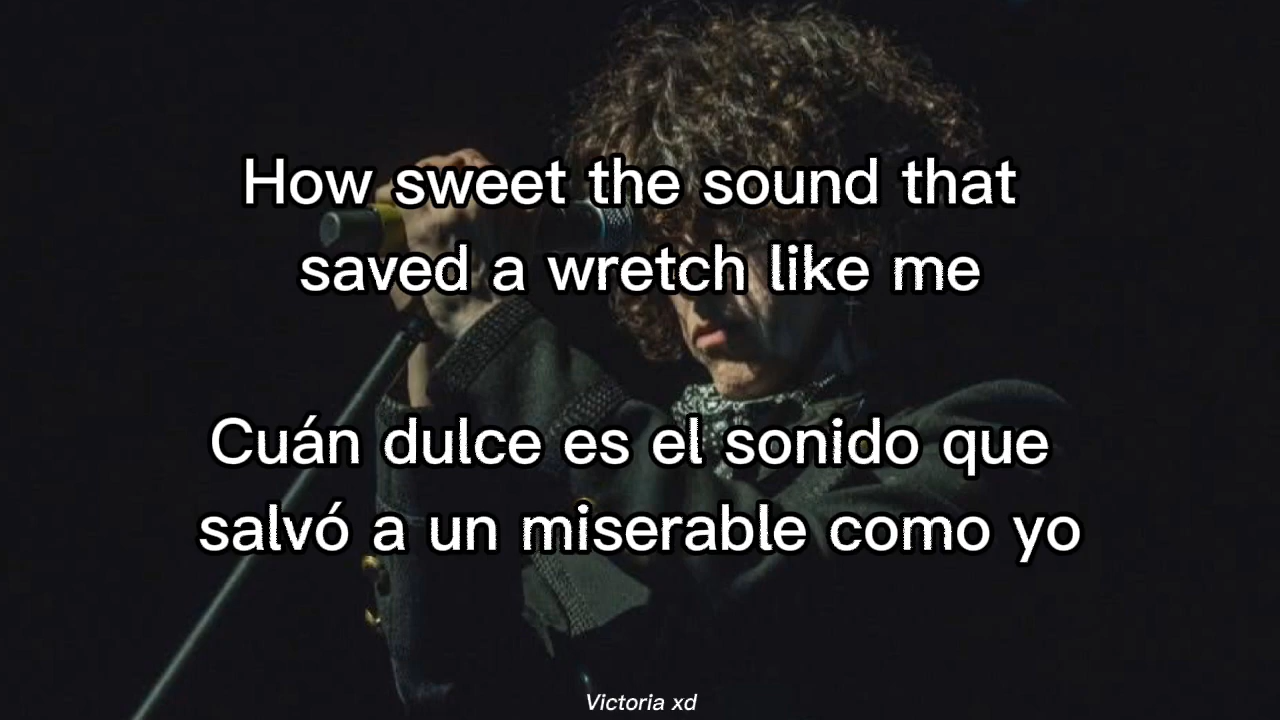 How sweet the sound that
saved a wretch like me
Cuán dulce es el sonido que
salvó a un miserable como yo
Victoria xd